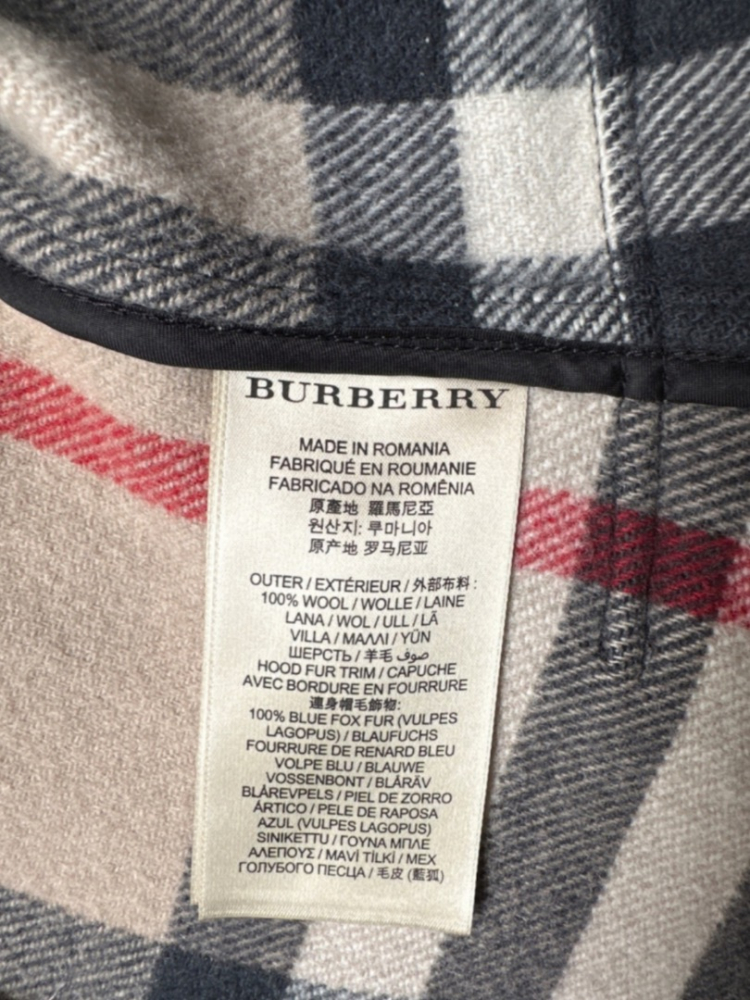 BURBERRY
MADE IN ROMANIA
FABRIQUÉ EN ROUMANIE
FABRICADO NA ROMÊNIA
原產地 羅馬尼亞
원산지: 루마니아
原产地 罗马尼亚
OUTER / EXTÉRIEUR / 外部布料 :
100% WOOL / WOLLE / LAINE
LANA / WOL / ULL / LÃ
VILLA / ΜΑΛΛΙ / YÜN
ШЕРСТЬ / 羊毛 صوف
HOOD FUR TRIM / CAPUCHE
AVEC BORDURE EN FOURRURE
連身帽毛飾物:
100% BLUE FOX FUR (VULPES
LAGOPUS) / BLAUFUCHS
FOURRURE DE RENARD BLEU
VOLPE BLU / BLAUWE
VOSSENBONT / BLÅRÄV
BLÅREVPELS / PIEL DE ZORRO
ÁRTICO / PELE DE RAPOSA
AZUL (VULPES LAGOPUS)
SINIKETTU / ΓΟΥΝΑ ΜΠΛΕ
ΑΛΕΠΟΥΣ / MAVİ TİLKİ / МЕХ
ГОЛУБОГО ПЕСЦА / 毛皮 (藍狐)